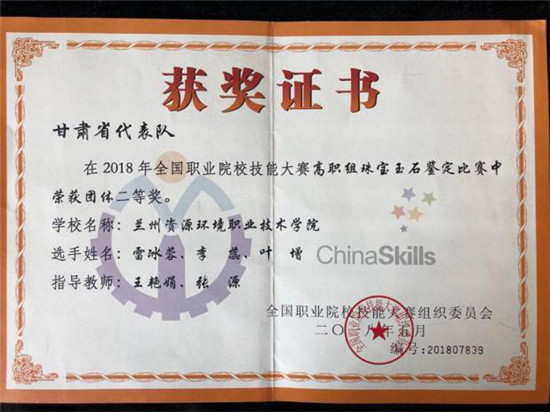 获奖证书
甘肃省代表队
在2018年全国职业院校技能大赛高职组珠宝玉石鉴定比赛中
荣获团体二等奖。
学校名称：兰州资源环境职业技术学院
选手姓名：雷冰蓉、李蕊、叶增
ChinaSkills
指导教师：王艳娟、张源
全国职业院校技能大赛组织委员会
二〇一八年五月
编号:201807839